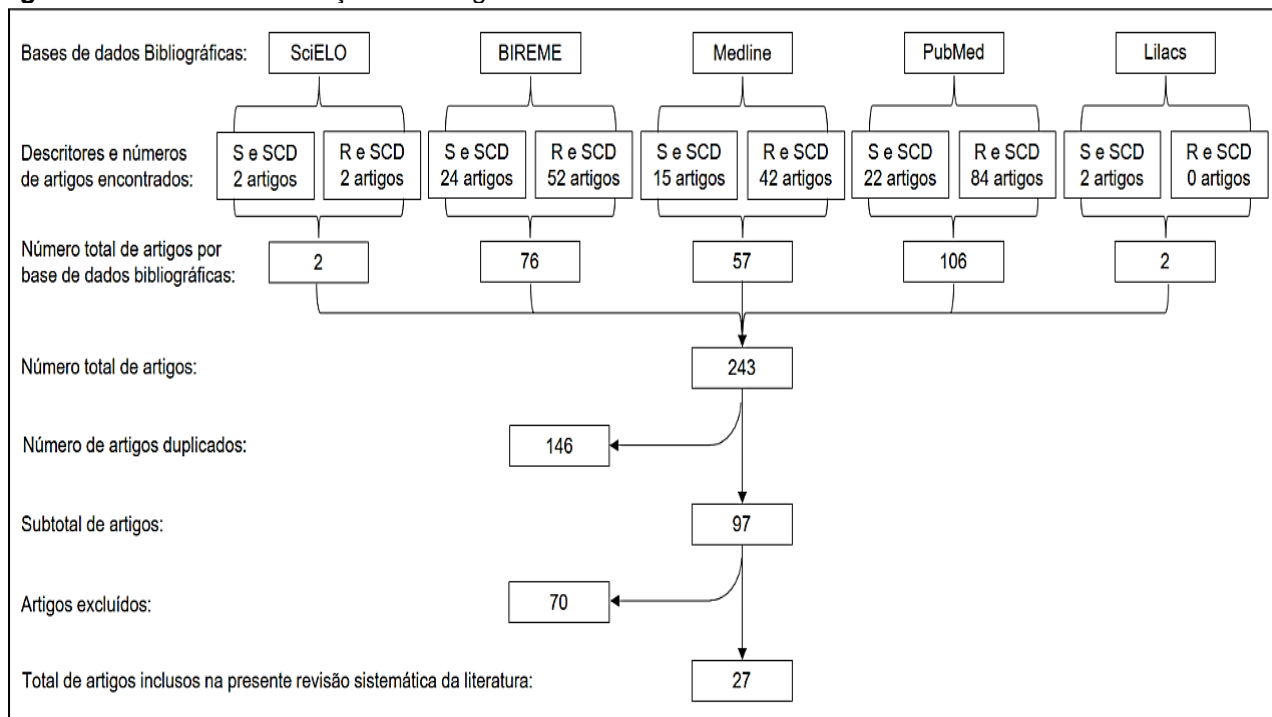 Bases de dados Bibliográficas:
SciELO
BIREME
Medline
PubMed
Lilacs
Descritores e números
de artigos encontrados:
S e SCD
2 artigos
R e SCD
2 artigos
S e SCD
24 artigos
R e SCD
52 artigos
S e SCD
15 artigos
R e SCD
42 artigos
S e SCD
22 artigos
R e SCD
84 artigos
S e SCD
2 artigos
R e SCD
0 artigos
Número total de artigos por
base de dados bibliográficas:
2
76
57
106
2
Número total de artigos:
243
Número de artigos duplicados:
146
Subtotal de artigos:
97
Artigos excluídos:
70
Total de artigos inclusos na presente revisão sistemática da literatura:
27